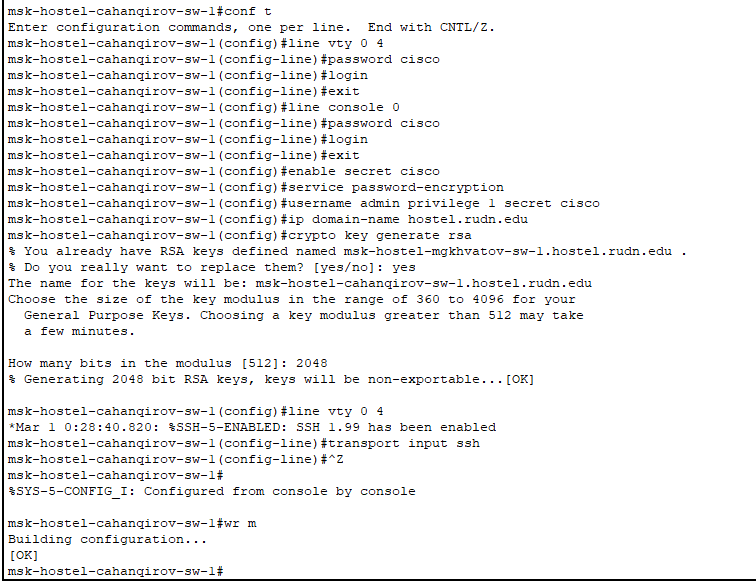 msk-hostel-cahanqirov-sw-1#conf t
Enter configuration commands, one per line.  End with CNTL/Z.
msk-hostel-cahanqirov-sw-1(config)#line vty 0 4
msk-hostel-cahanqirov-sw-1(config-line)#password cisco
msk-hostel-cahanqirov-sw-1(config-line)#login
msk-hostel-cahanqirov-sw-1(config-line)#exit
msk-hostel-cahanqirov-sw-1(config)#line console 0
msk-hostel-cahanqirov-sw-1(config-line)#password cisco
msk-hostel-cahanqirov-sw-1(config-line)#login
msk-hostel-cahanqirov-sw-1(config-line)#exit
msk-hostel-cahanqirov-sw-1(config)#enable secret cisco
msk-hostel-cahanqirov-sw-1(config)#service password-encryption
msk-hostel-cahanqirov-sw-1(config)#username admin privilege 1 secret cisco
msk-hostel-cahanqirov-sw-1(config)#ip domain-name hostel.rudn.edu
msk-hostel-cahanqirov-sw-1(config)#crypto key generate rsa
% You already have RSA keys defined named msk-hostel-mgkhvatov-sw-1.hostel.rudn.edu .
% Do you really want to replace them? [yes/no]: yes
The name for the keys will be: msk-hostel-cahanqirov-sw-1.hostel.rudn.edu
Choose the size of the key modulus in the range of 360 to 4096 for your
  General Purpose Keys. Choosing a key modulus greater than 512 may take
  a few minutes.

How many bits in the modulus [512]: 2048
% Generating 2048 bit RSA keys, keys will be non-exportable...[OK]

msk-hostel-cahanqirov-sw-1(config)#line vty 0 4
*Mar 1 0:28:40.820: %SSH-5-ENABLED: SSH 1.99 has been enabled
msk-hostel-cahanqirov-sw-1(config-line)#transport input ssh
msk-hostel-cahanqirov-sw-1(config-line)#^Z
msk-hostel-cahanqirov-sw-1#
%SYS-5-CONFIG_I: Configured from console by console

msk-hostel-cahanqirov-sw-1#wr m
Building configuration...
[OK]
msk-hostel-cahanqirov-sw-1#